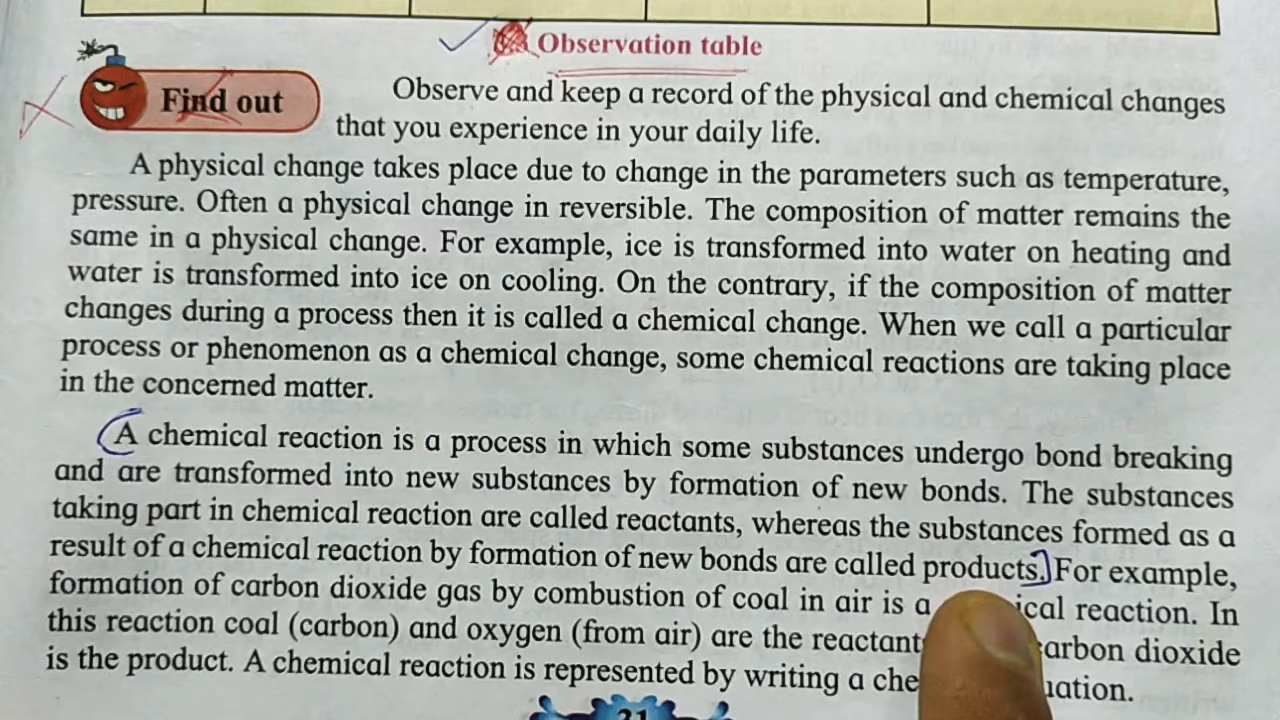 Observation table
Find out
Observe and keep a record of the physical and chemical changes
that you experience in your daily life.
A physical change takes place due to change in the parameters such as temperature,
pressure. Often a physical change in reversible. The composition of matter remains the
same in a physical change. For example, ice is transformed into water on heating and
water is transformed into ice on cooling. On the contrary, if the composition of matter
changes during a process then it is called a chemical change. When we call a particular
process or phenomenon as a chemical change, some chemical reactions are taking place
in the concerned matter.
A chemical reaction is a process in which some substances undergo bond breaking
and are transformed into new substances by formation of new bonds. The substances
taking part in chemical reaction are called reactants, whereas the substances formed as a
result of a chemical reaction by formation of new bonds are called products. For example,
formation of carbon dioxide gas by combustion of coal in air is a ical reaction. In
this reaction coal (carbon) and oxygen (from air) are the reactant arbon dioxide
is the product. A chemical reaction is represented by writing a che uation.
31